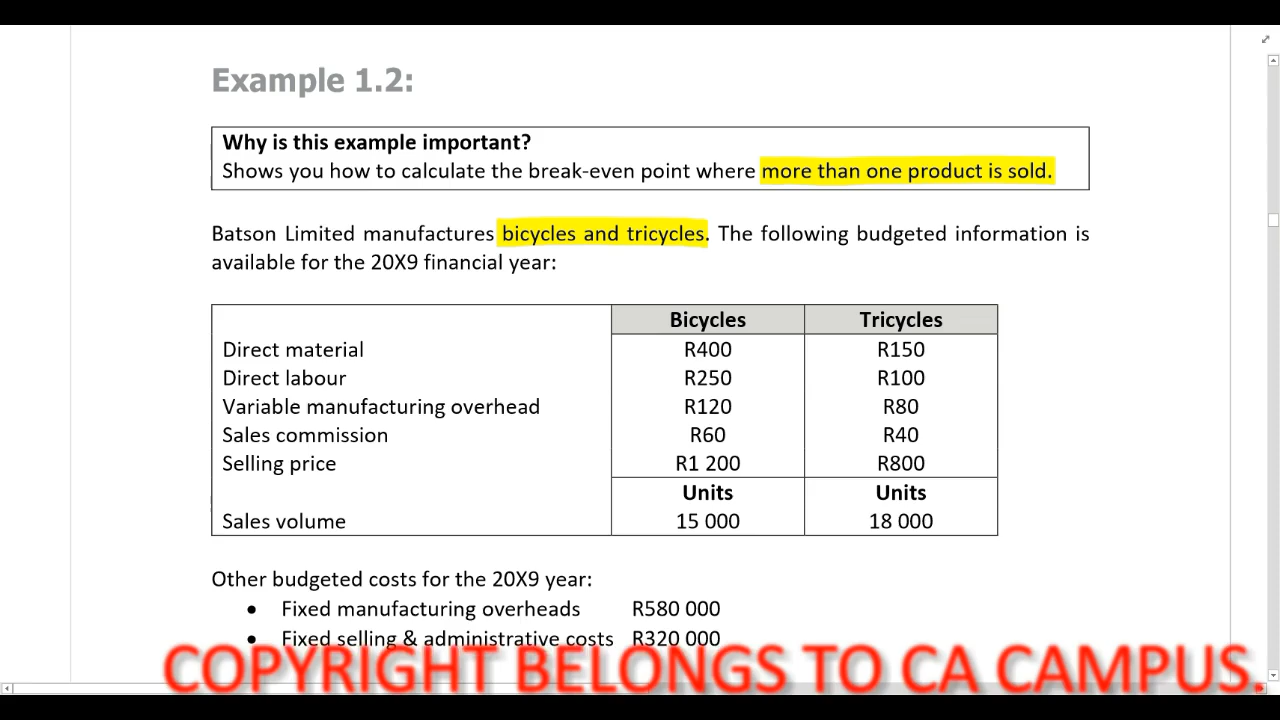 Example 1.2:
Why is this example important?
Shows you how to calculate the break-even point where more than one product is sold.
Batson Limited manufactures bicycles and tricycles. The following budgeted information is
available for the 20X9 financial year:
Bicycles Tricycles
Direct material R400 R150
Direct labour R250 R100
Variable manufacturing overhead R120 R80
Sales commission R60 R40
Selling price R1 200 R800
Units Units
Sales volume 15 000 18 000
Other budgeted costs for the 20X9 year:
• Fixed manufacturing overheads R580 000
• Fixed selling & administrative costs R320 000
COPYRIGHT BELONGS TO CA CAMPUS.